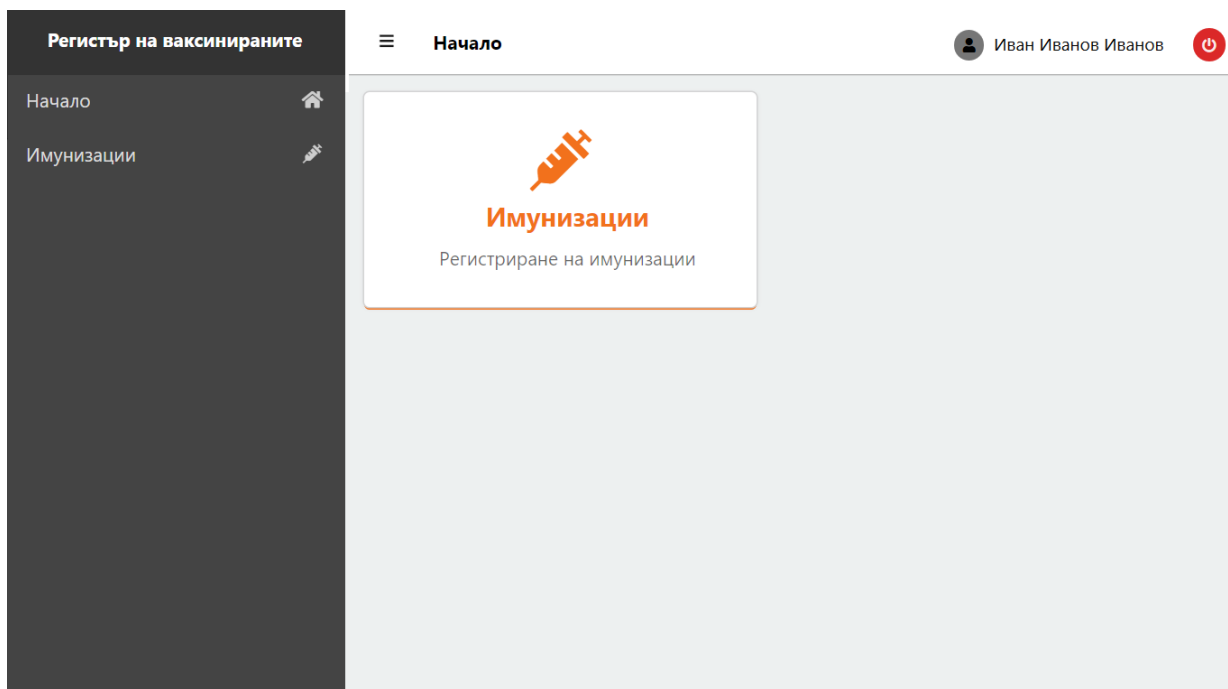 Регистър на ваксинираните
Начало
Иван Иванов Иванов
Начало
Имунизации
Имунизации
Регистриране на имунизации